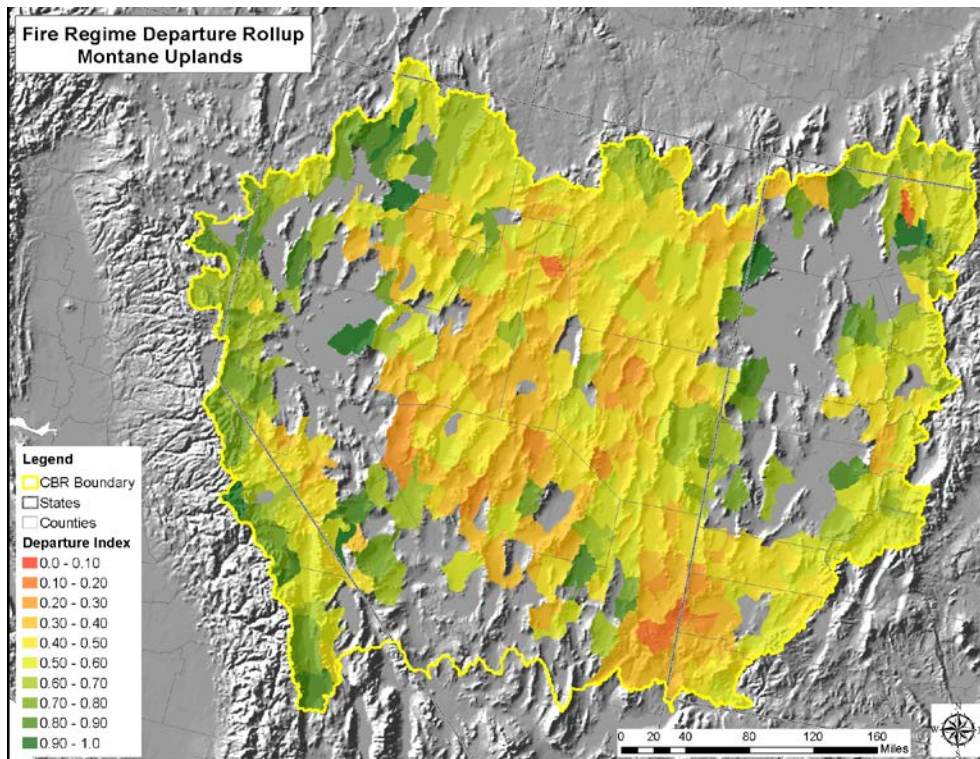 Fire Regime Departure Rollup
Montane Uplands
Legend
CBR Boundary
States
Counties
Departure Index
0.0 - 0.10
0.10 - 0.20
0.20 - 0.30
0.30 - 0.40
0.40 - 0.50
0.50 - 0.60
0.60 - 0.70
0.70 - 0.80
0.80 - 0.90
0.90 - 1.0
0 20 40 80 120 160
Miles
N
W E
S